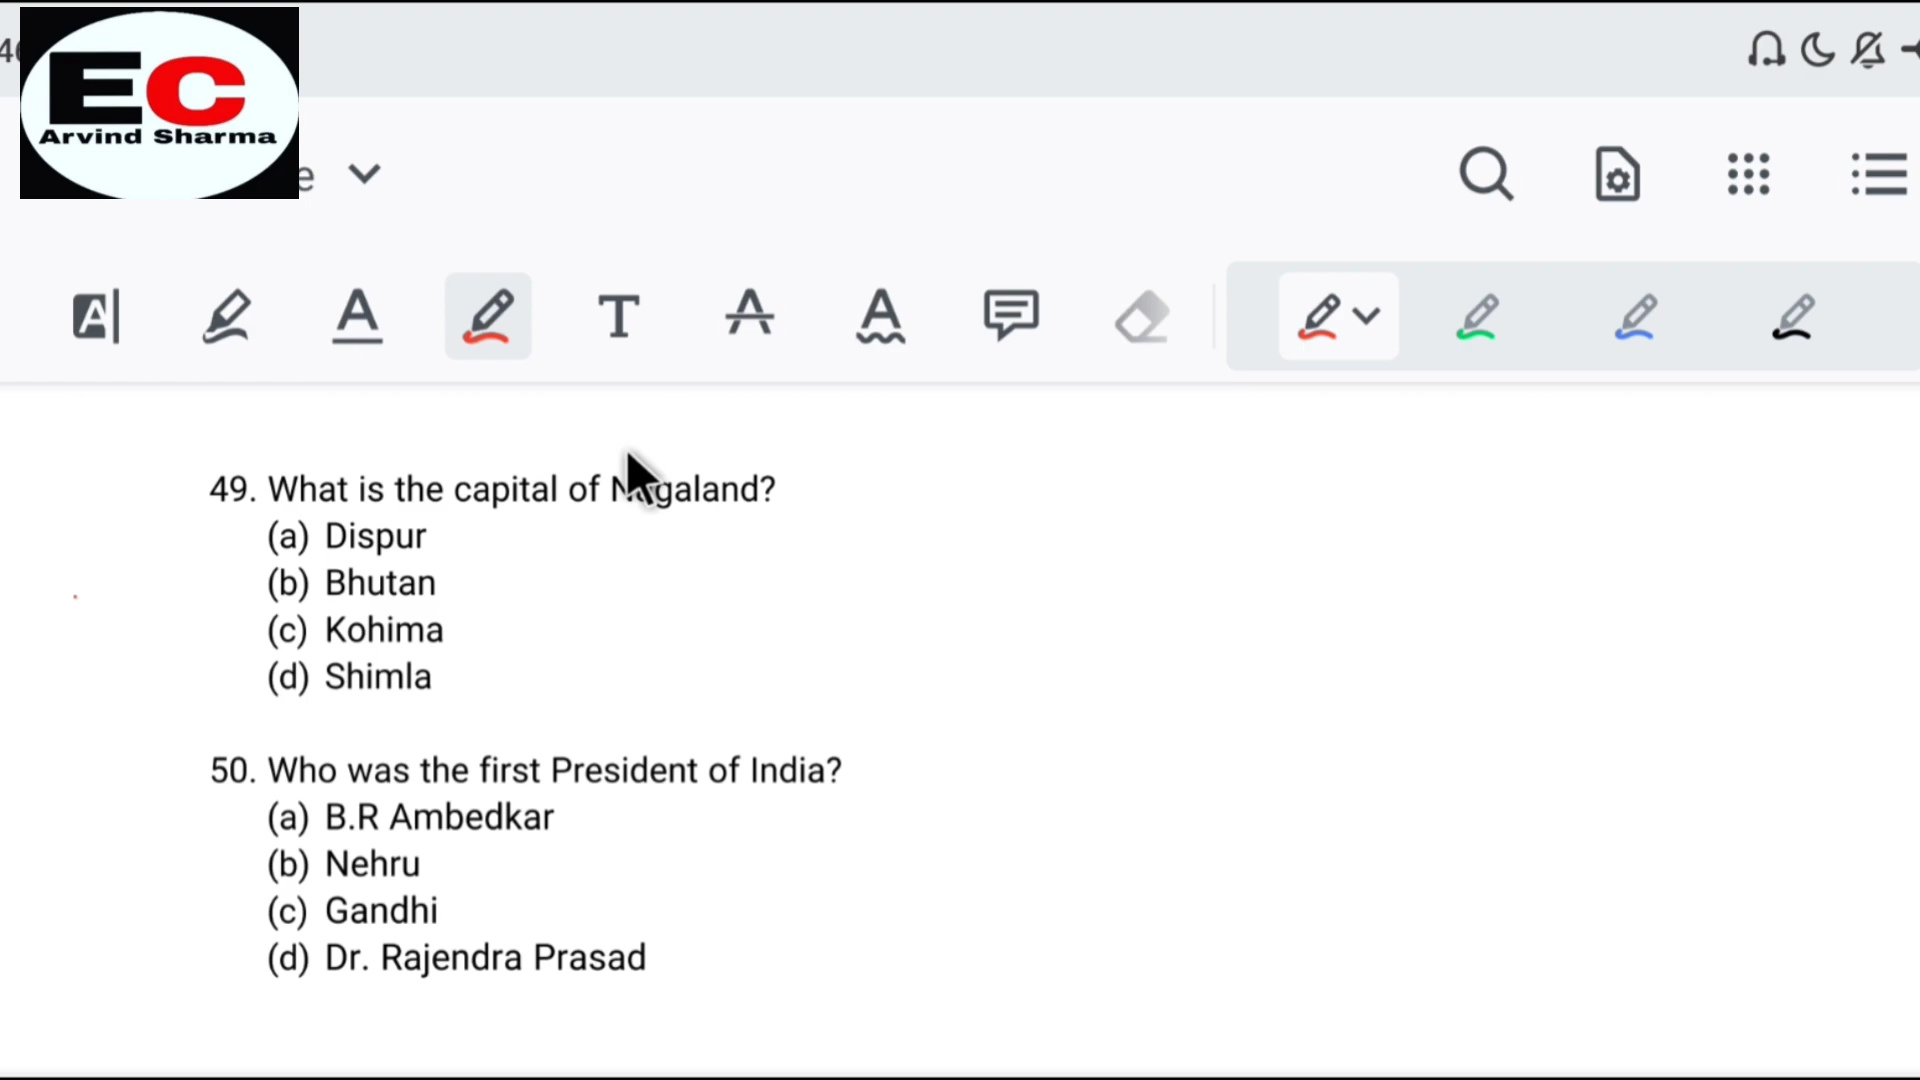 EC
Arvind Sharma
49. What is the capital of Nagaland?
(a) Dispur
(b) Bhutan
(c) Kohima
(d) Shimla
50. Who was the first President of India?
(a) B.R Ambedkar
(b) Nehru
(c) Gandhi
(d) Dr. Rajendra Prasad